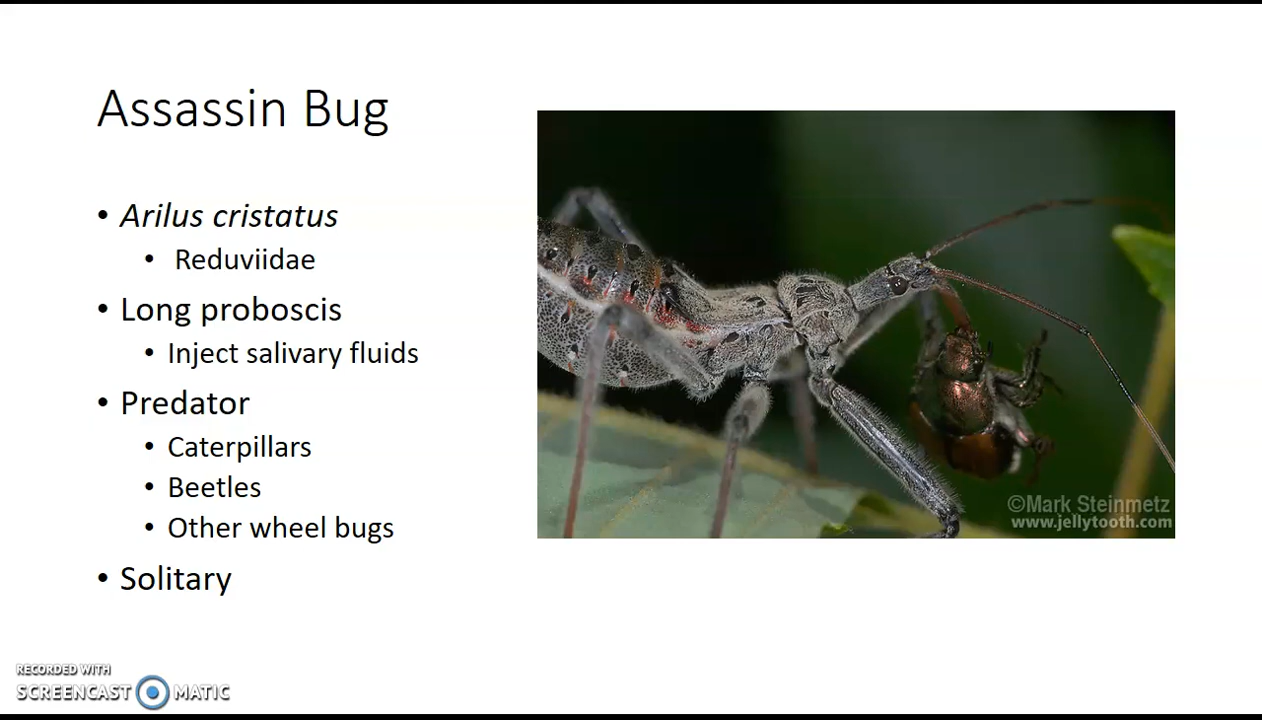 Assassin Bug
• Arilus cristatus
• Reduviidae
• Long proboscis
• Inject salivary fluids
• Predator
• Caterpillars
• Beetles
• Other wheel bugs
• Solitary
©Mark Steinmetz
www.jellytooth.com
RECORDED WITH
SCREENCAST MATIC